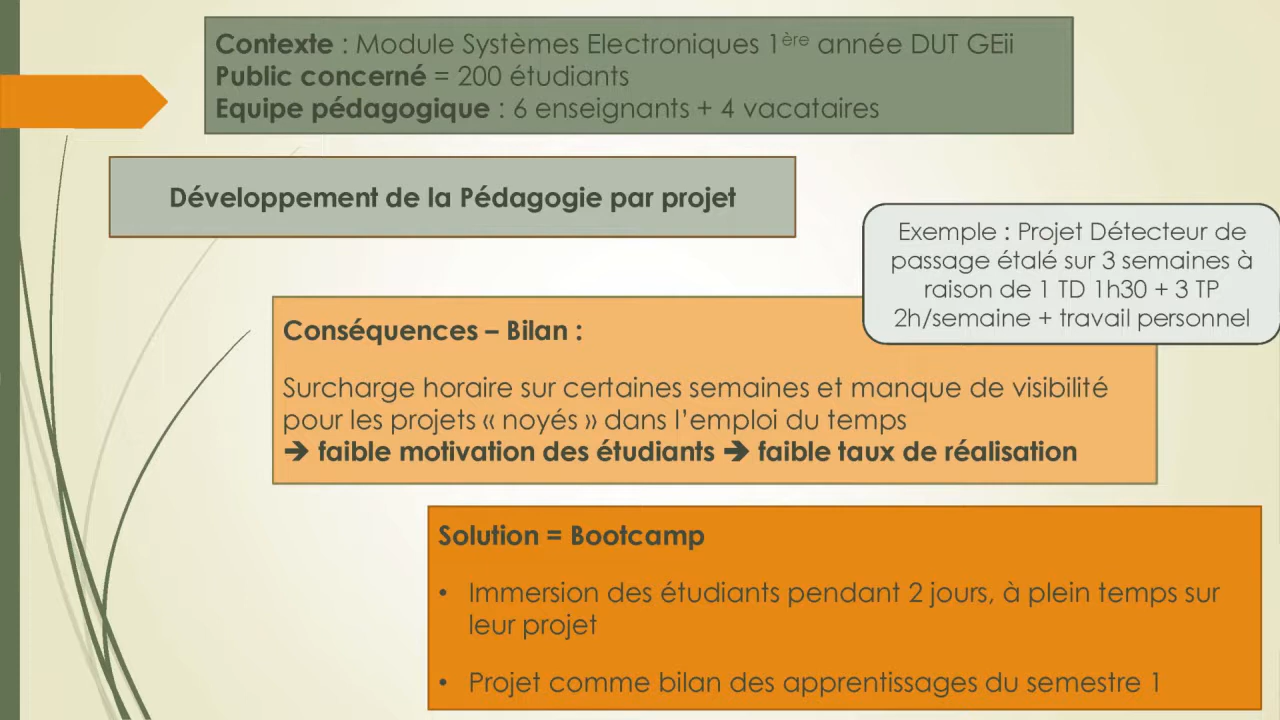 Contexte : Module Systèmes Electroniques 1ère année DUT GEii
Public concerné = 200 étudiants
Equipe pédagogique : 6 enseignants + 4 vacataires
Développement de la Pédagogie par projet
Exemple : Projet Détecteur de
passage étalé sur 3 semaines à
raison de 1 TD 1h30 + 3 TP
2h/semaine + travail personnel
Conséquences – Bilan :
Surcharge horaire sur certaines semaines et manque de visibilité
pour les projets « noyés » dans l’emploi du temps
➔ faible motivation des étudiants ➔ faible taux de réalisation
Solution = Bootcamp
• Immersion des étudiants pendant 2 jours, à plein temps sur
leur projet
• Projet comme bilan des apprentissages du semestre 1